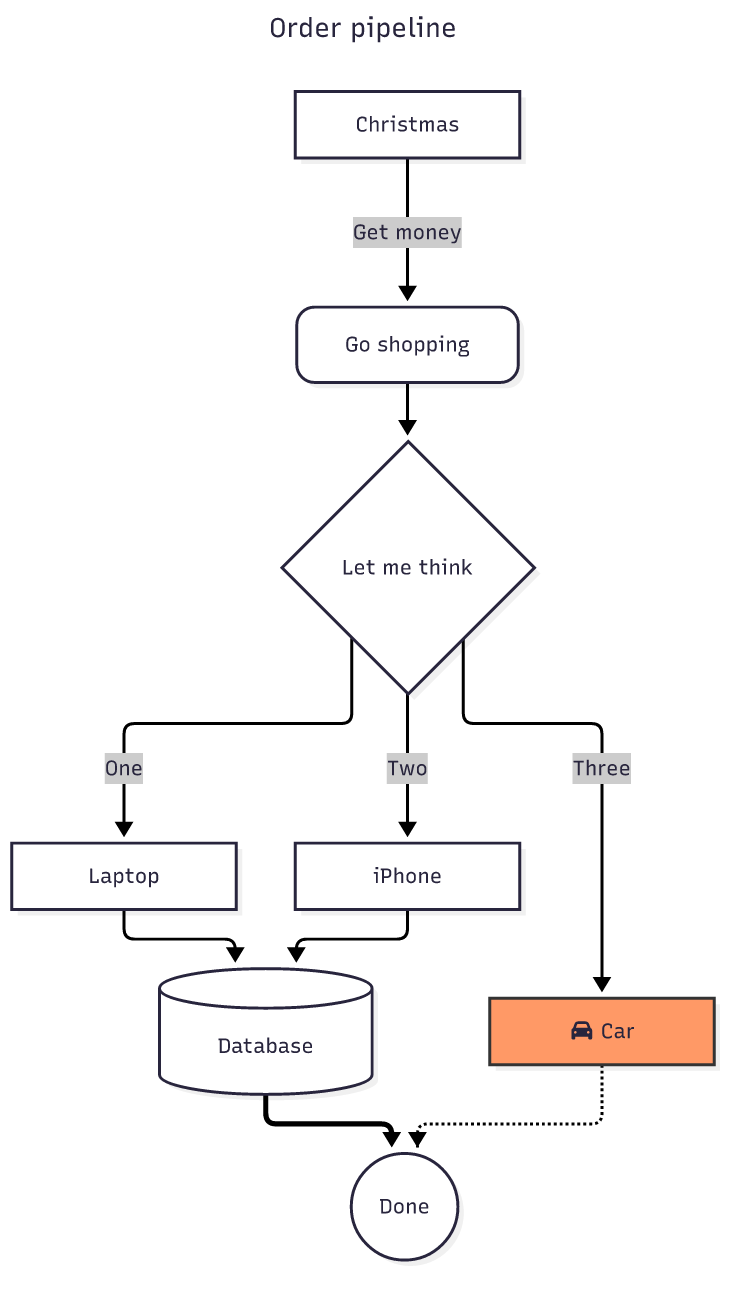 Order pipeline
Christmas
Get money
Go shopping
Let me think
One
Two
Three
Laptop
iPhone
Car
Database
Done